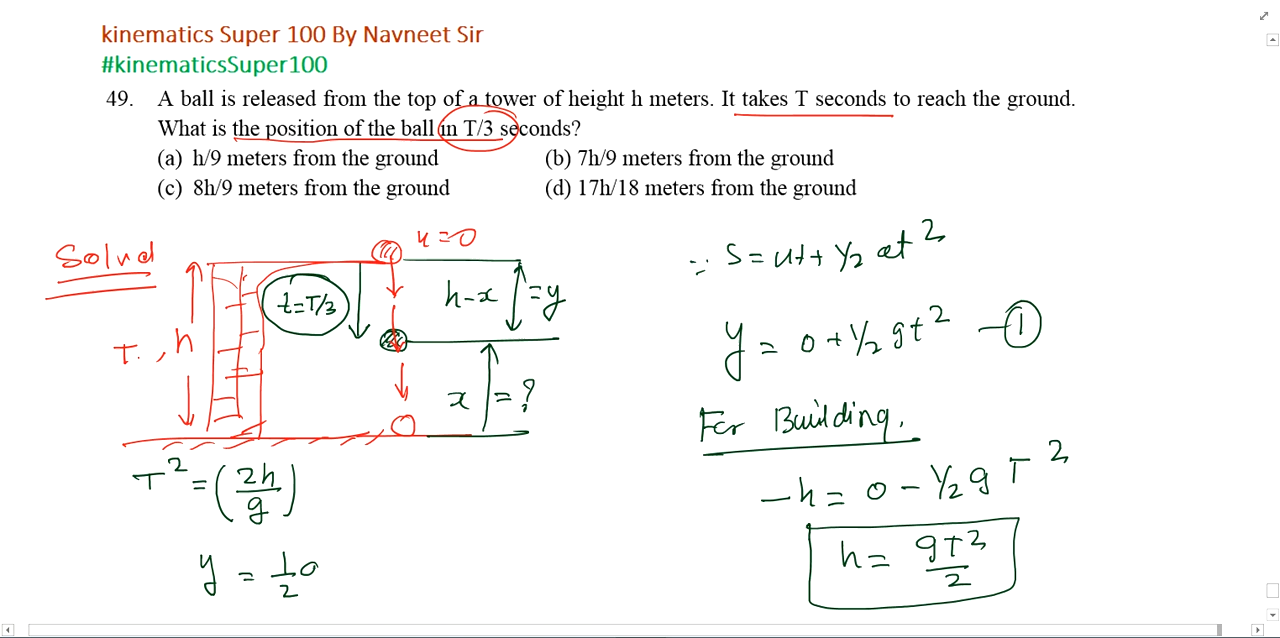 kinematics Super 100 By Navneet Sir
#kinematicsSuper100
49. A ball is released from the top of a tower of height h meters. It takes T seconds to reach the ground.
What is the position of the ball in T/3 seconds?
(a) h/9 meters from the ground (b) 7h/9 meters from the ground
(c) 8h/9 meters from the ground (d) 17h/18 meters from the ground
Solnd
u=0
t=T/3
h-x =y
T, h
x =?
T² = (2h/g)
y = 1/2 g
∵ S = ut + 1/2 at²
y = 0 + 1/2 gt² —①
For Building,
-h = 0 - 1/2 g T²
h = gT²/2